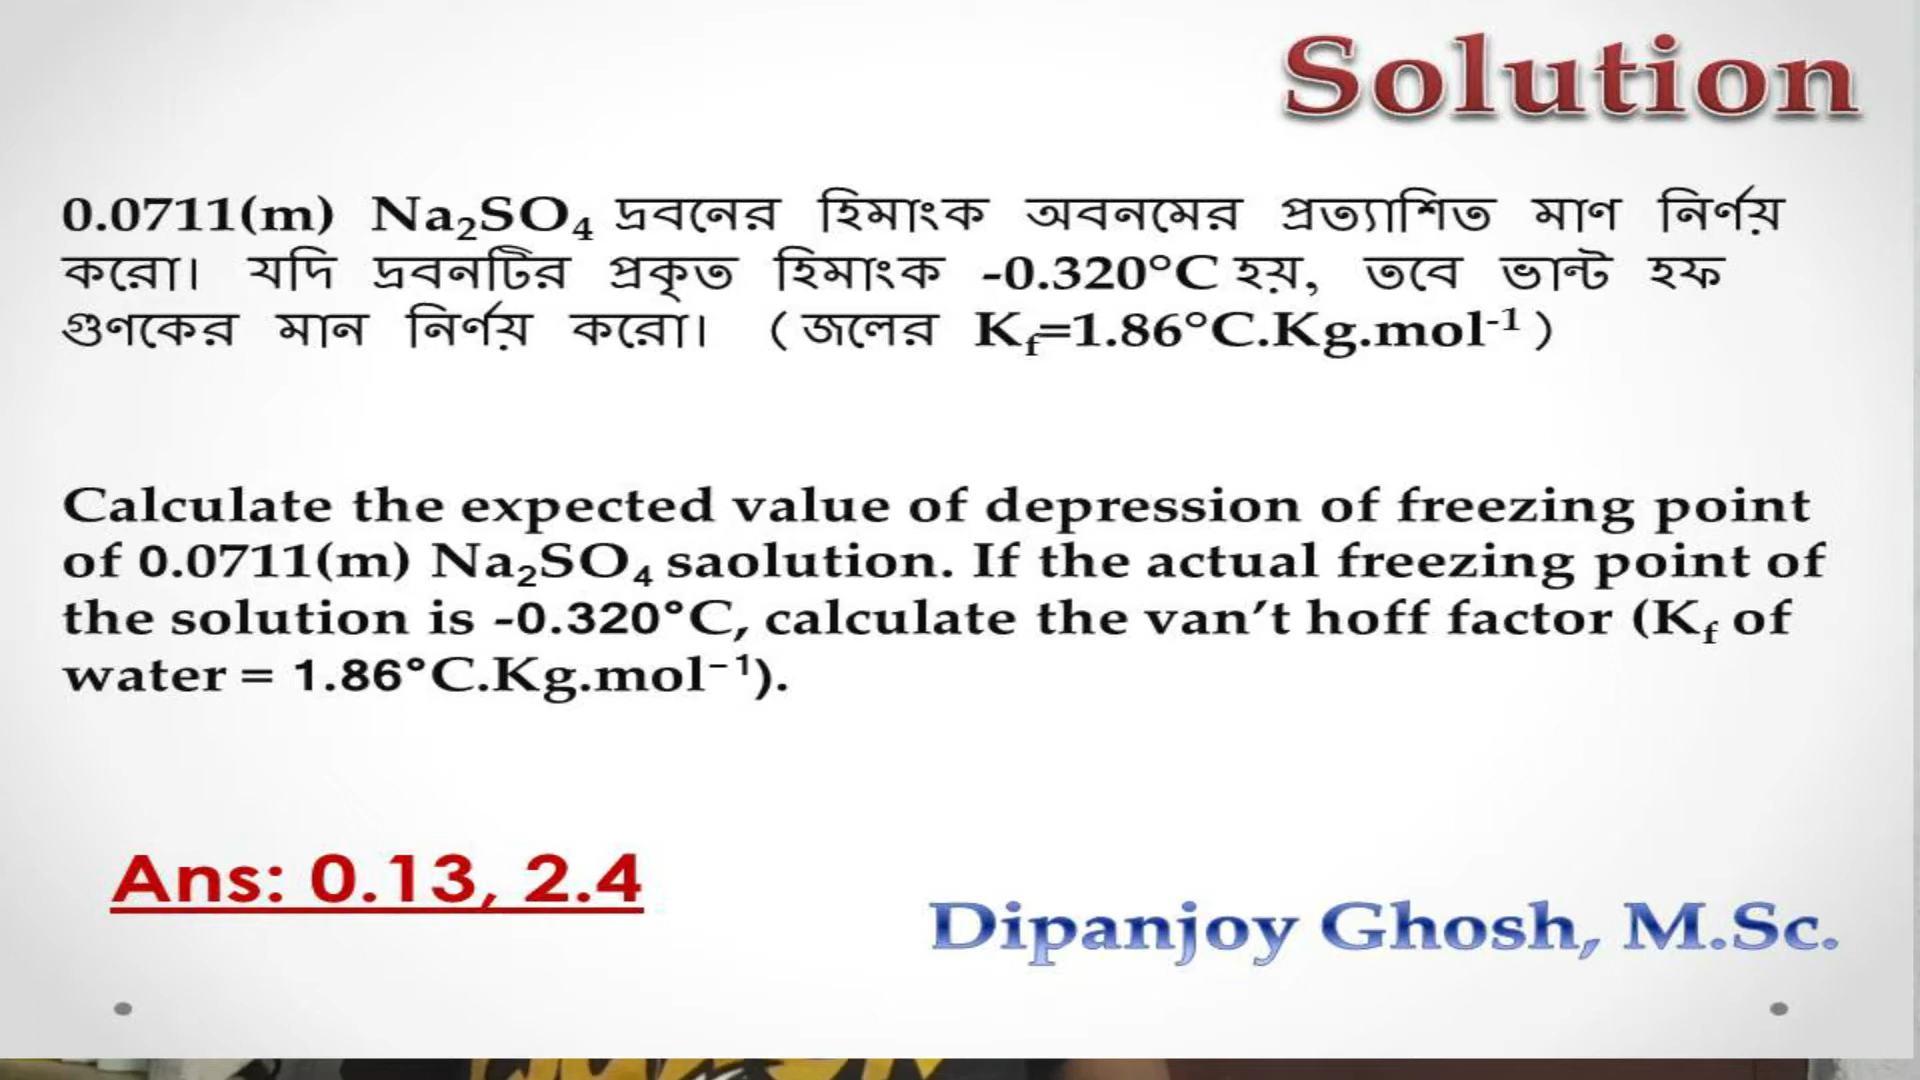 Solution
0.0711(m) Na₂SO₄ দ্রবনের হিমাংক অবনমের প্রত্যাশিত মাণ নির্ণয়
করো। যদি দ্রবনটির প্রকৃত হিমাংক -0.320°C হয়, তবে ভান্ট হফ
গুণকের মান নির্ণয় করো। ( জলের K_f=1.86°C.Kg.mol⁻¹ )
Calculate the expected value of depression of freezing point
of 0.0711(m) Na₂SO₄ saolution. If the actual freezing point of
the solution is -0.320°C, calculate the van’t hoff factor (K_f of
water = 1.86°C.Kg.mol⁻¹).
Ans: 0.13, 2.4
Dipanjoy Ghosh, M.Sc.